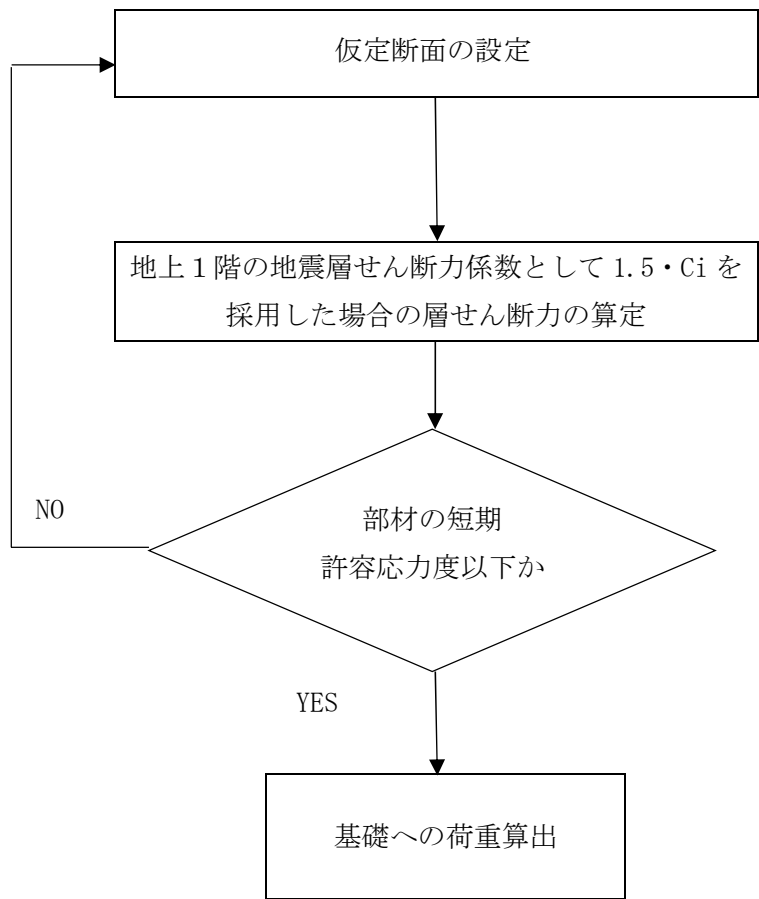 仮定断面の設定
地上１階の地震層せん断力係数として 1.5・Ci を
採用した場合の層せん断力の算定
部材の短期
許容応力度以下か
NO
YES
基礎への荷重算出